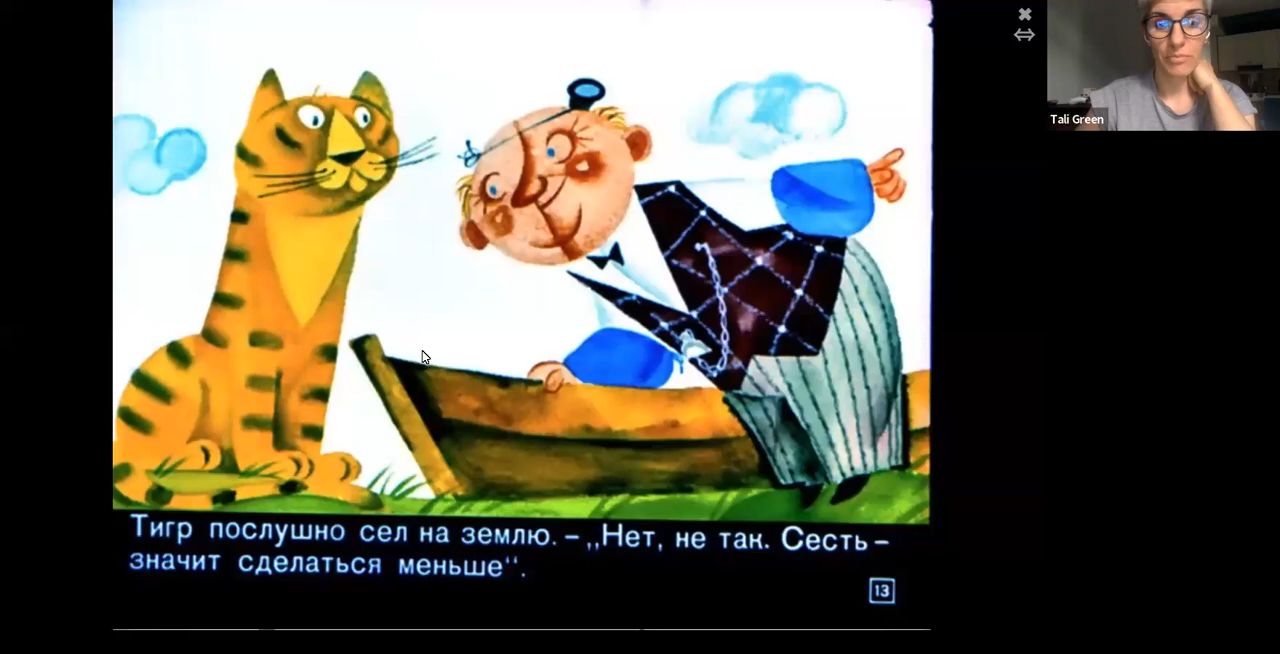 Tali Green
Тигр послушно сел на землю. – ,,Нет, не так. Сесть –
значит сделаться меньше“.
13